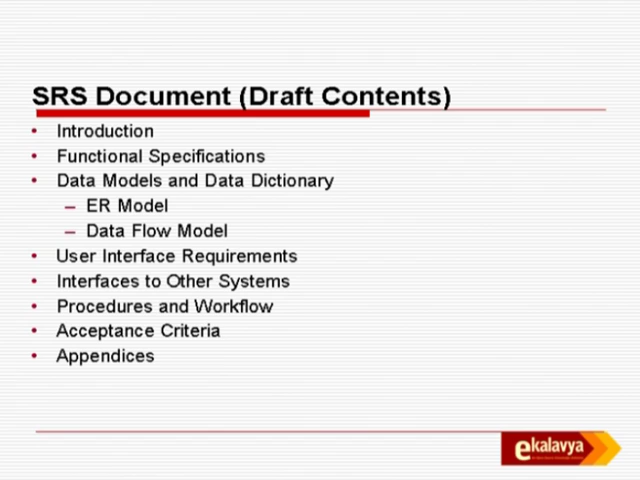 SRS Document (Draft Contents)
• Introduction
• Functional Specifications
• Data Models and Data Dictionary
– ER Model
– Data Flow Model
• User Interface Requirements
• Interfaces to Other Systems
• Procedures and Workflow
• Acceptance Criteria
• Appendices
ekalavya